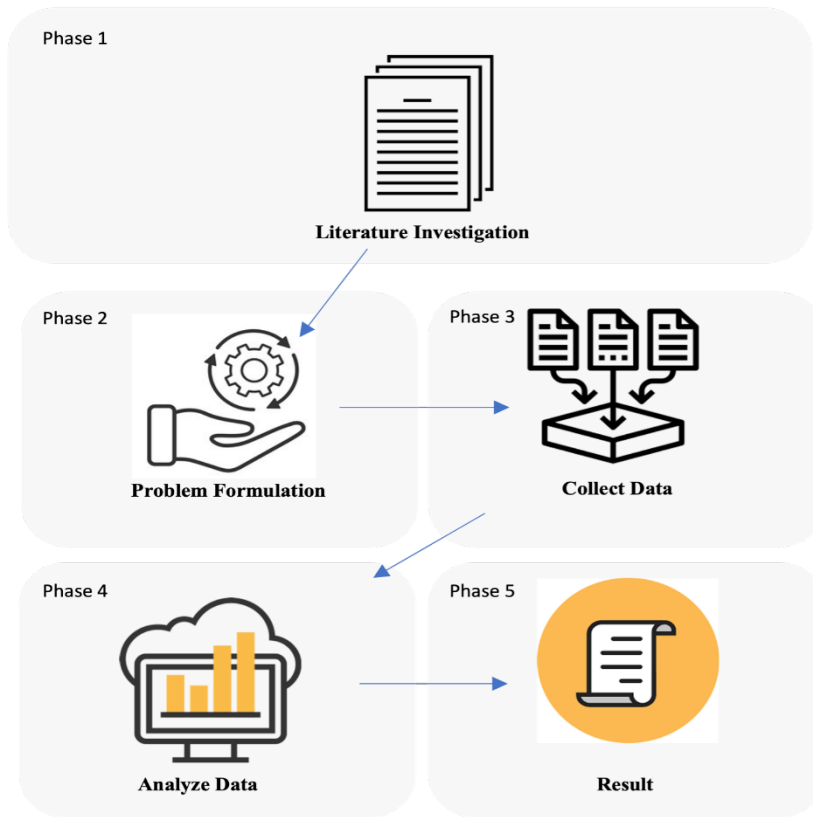 Phase 1
Literature Investigation
Phase 2
Problem Formulation
Phase 3
Collect Data
Phase 4
Analyze Data
Phase 5
Result